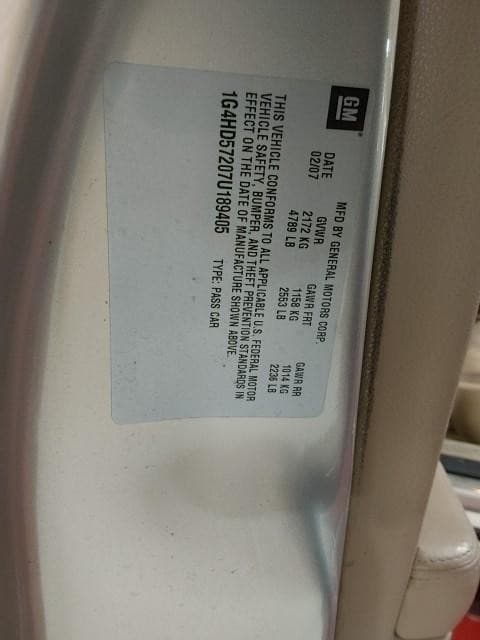 GM
MFD BY GENERAL MOTORS CORP.
DATE GVWR GAWR FRT GAWR RR
02/07 2172 KG 1158 KG 1014 KG
4789 LB 2553 LB 2236 LB
THIS VEHICLE CONFORMS TO ALL APPLICABLE U.S. FEDERAL MOTOR
VEHICLE SAFETY, BUMPER, AND THEFT PREVENTION STANDARDS IN
EFFECT ON THE DATE OF MANUFACTURE SHOWN ABOVE.
1G4HD57207U189405 TYPE: PASS CAR